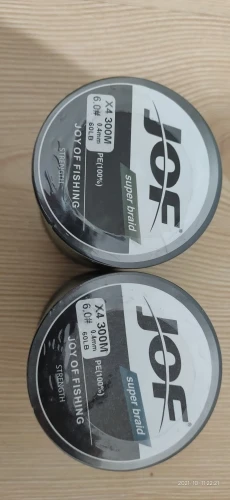 JOF
super braid
X4 300M
0.4mm
6.0#
60LB
PE(100%)
JOY OF FISHING
STRENGTH
JOF
super braid
X4 300M
0.4mm
6.0#
60LB
PE(100%)
JOY OF FISHING
STRENGTH